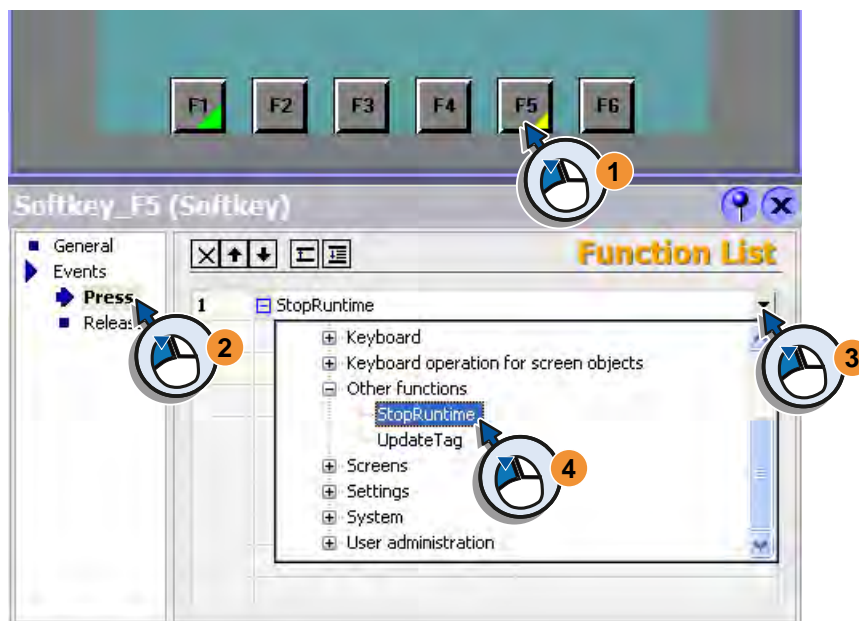 F1 F2 F3 F4 F5 F6
1
Softkey_F5 (Softkey)
General
Function List
Events
Press
1 StopRuntime
Releas
2
3
Keyboard
Keyboard operation for screen objects
Other functions
StopRuntime
UpdateTag
4
Screens
Settings
System
User administration